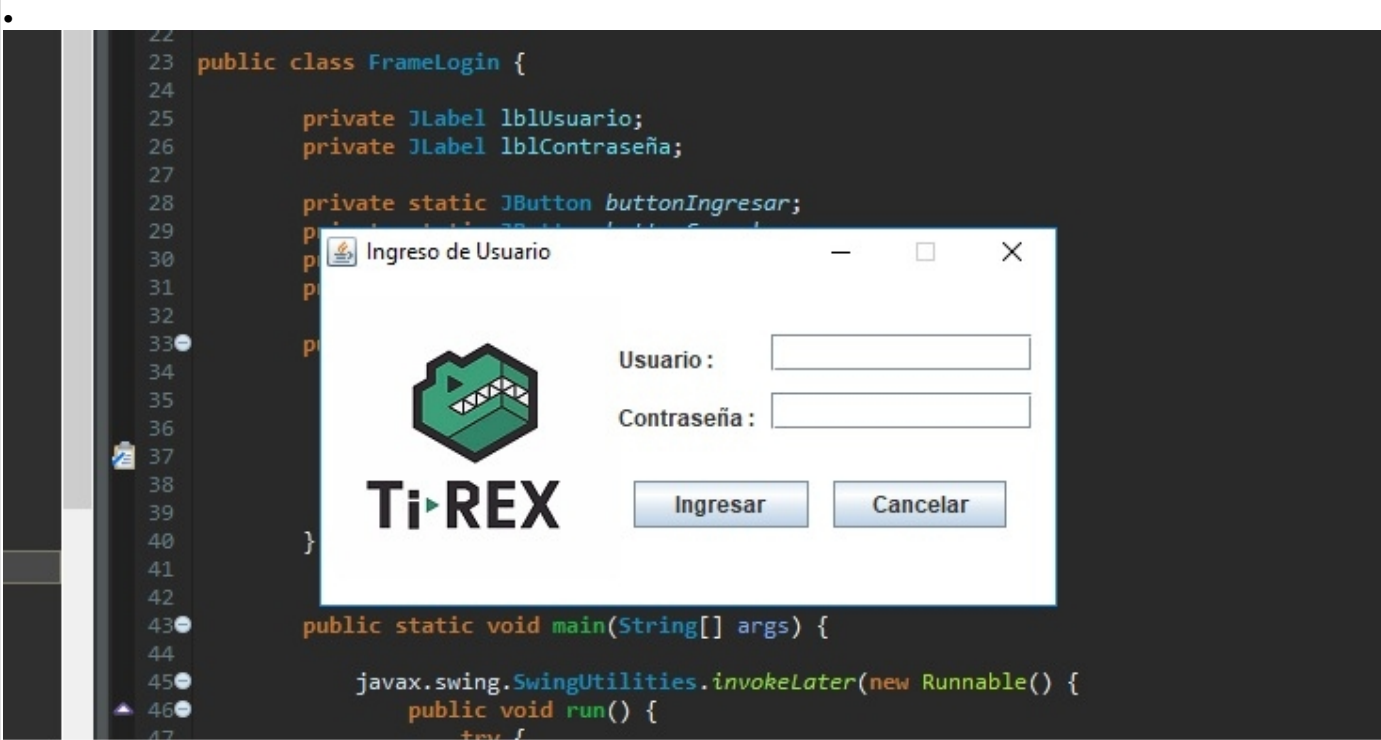 22
23 public class FrameLogin {
24
25 private JLabel lblUsuario;
26 private JLabel lblContraseña;
27
28 private static JButton buttonIngresar;
29
30
31
32
33
34
35
36
37
38
39
40 }
41
42
43 public static void main(String[] args) {
44
45 javax.swing.SwingUtilities.invokeLater(new Runnable() {
46 public void run() {
47 try {
Ingreso de Usuario
Usuario :
Contraseña :
Ti REX
Ingresar Cancelar